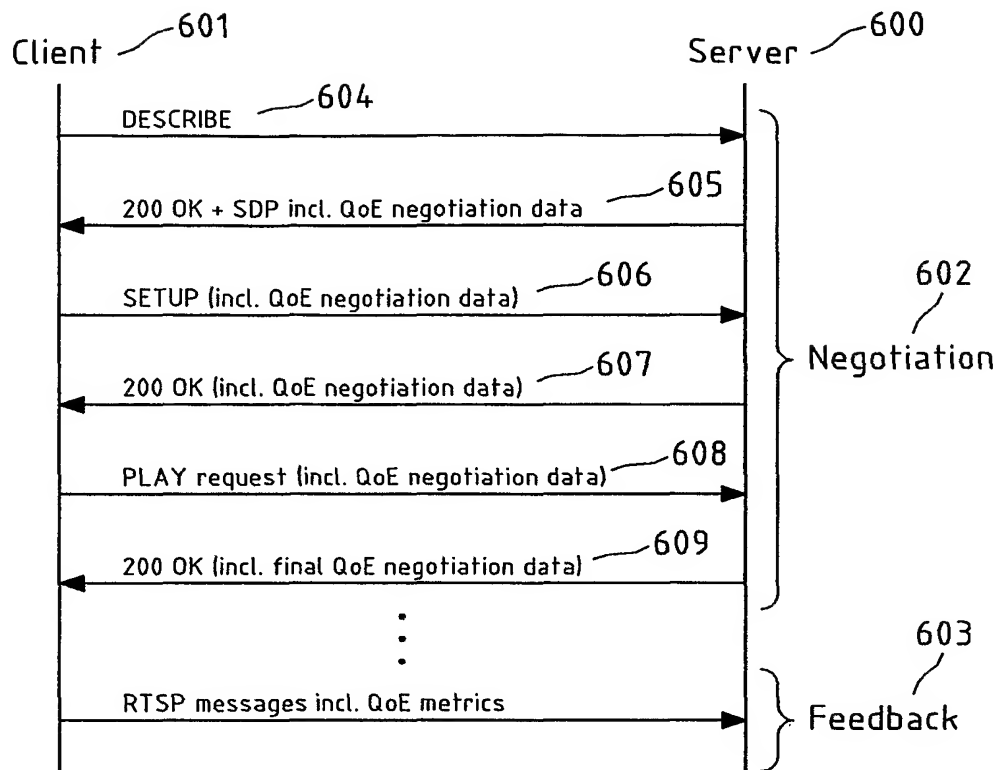 Client 601
Server 600
604
DESCRIBE
605
200 OK + SDP incl. QoE negotiation data
606
SETUP (incl. QoE negotiation data)
602
Negotiation
607
200 OK (incl. QoE negotiation data)
608
PLAY request (incl. QoE negotiation data)
609
200 OK (incl. final QoE negotiation data)
603
RTSP messages incl. QoE metrics
Feedback